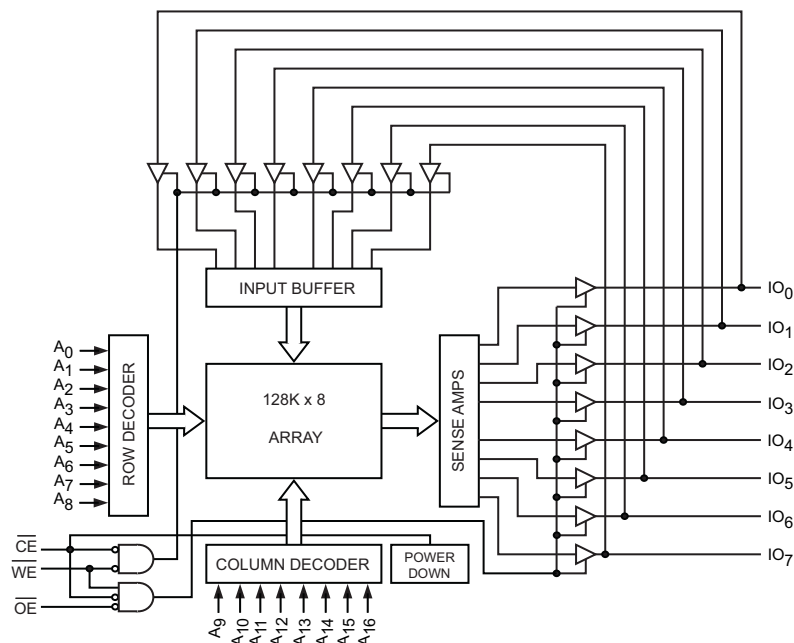 INPUT BUFFER
IO0
IO1
IO2
IO3
IO4
IO5
IO6
IO7
A0
A1
A2
A3
A4
A5
A6
A7
A8
ROW DECODER
128K x 8
ARRAY
SENSE AMPS
CE
WE
OE
COLUMN DECODER
POWER
DOWN
A9
A10
A11
A12
A13
A14
A15
A16